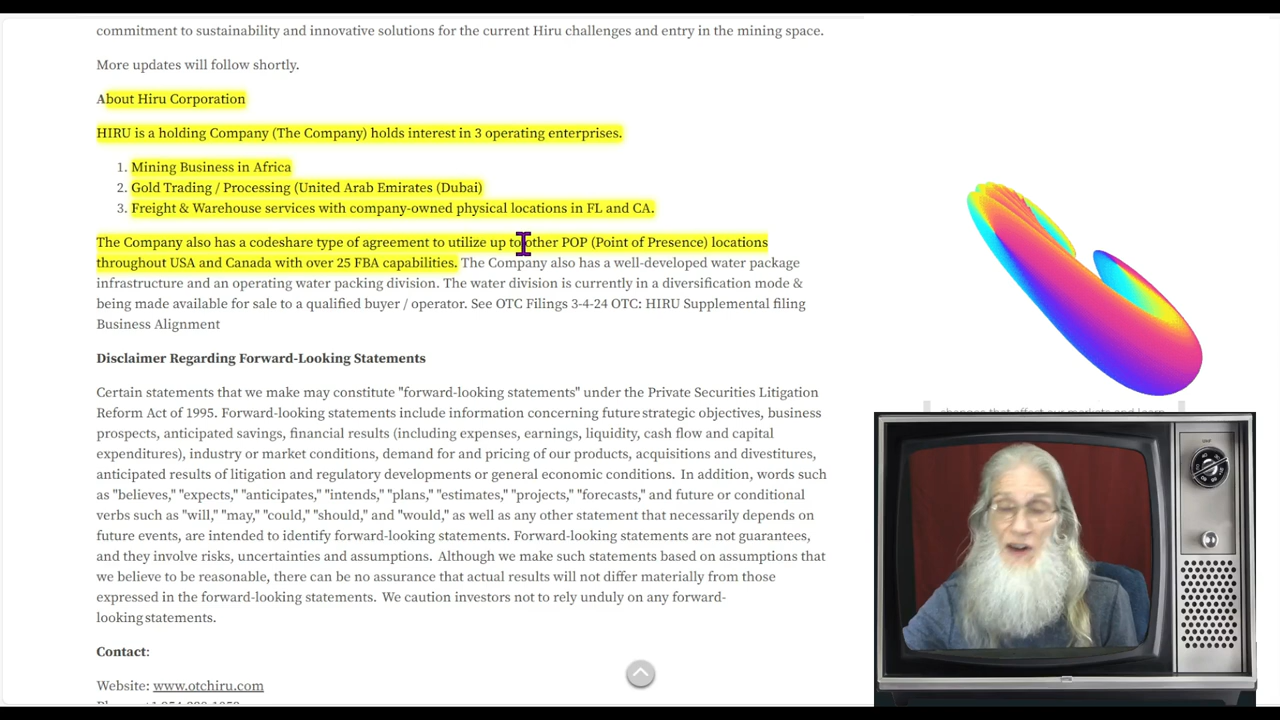 commitment to sustainability and innovative solutions for the current Hiru challenges and entry in the mining space.
More updates will follow shortly.
About Hiru Corporation
HIRU is a holding Company (The Company) holds interest in 3 operating enterprises.
1. Mining Business in Africa
2. Gold Trading / Processing (United Arab Emirates (Dubai)
3. Freight & Warehouse services with company-owned physical locations in FL and CA.
The Company also has a codeshare type of agreement to utilize up to other POP (Point of Presence) locations
throughout USA and Canada with over 25 FBA capabilities. The Company also has a well-developed water package
infrastructure and an operating water packing division. The water division is currently in a diversification mode &
being made available for sale to a qualified buyer / operator. See OTC Filings 3-4-24 OTC: HIRU Supplemental filing
Business Alignment
Disclaimer Regarding Forward-Looking Statements
Certain statements that we make may constitute "forward-looking statements" under the Private Securities Litigation
Reform Act of 1995. Forward-looking statements include information concerning future strategic objectives, business
prospects, anticipated savings, financial results (including expenses, earnings, liquidity, cash flow and capital
expenditures), industry or market conditions, demand for and pricing of our products, acquisitions and divestitures,
anticipated results of litigation and regulatory developments or general economic conditions. In addition, words such
as "believes," "expects," "anticipates," "intends," "plans," "estimates," "projects," "forecasts," and future or conditional
verbs such as "will," "may," "could," "should," and "would," as well as any other statement that necessarily depends on
future events, are intended to identify forward-looking statements. Forward-looking statements are not guarantees,
and they involve risks, uncertainties and assumptions. Although we make such statements based on assumptions that
we believe to be reasonable, there can be no assurance that actual results will not differ materially from those
expressed in the forward-looking statements. We caution investors not to rely unduly on any forward-
looking statements.
Contact:
Website: www.otchiru.com